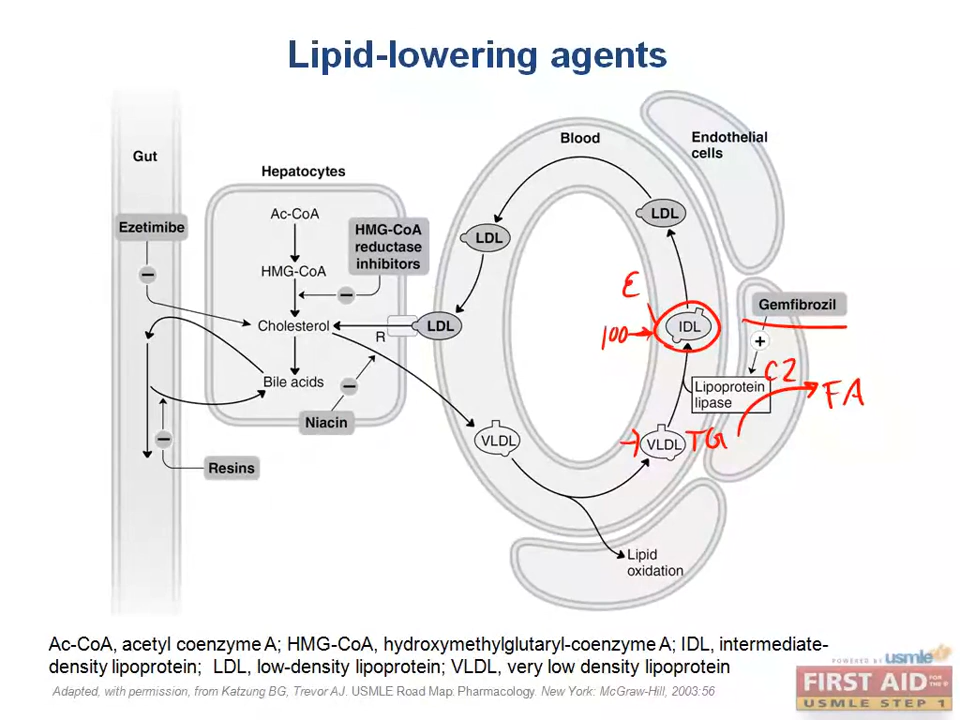 Lipid-lowering agents
Gut
Hepatocytes
Blood
Endothelial
cells
Ezetimibe
−
Ac-CoA
HMG-CoA
reductase
inhibitors
HMG-CoA
−
Cholesterol
R
LDL
LDL
LDL
Bile acids
−
Niacin
−
Resins
VLDL
E
100
IDL
Gemfibrozil
+
Lipoprotein
lipase
C2
FA
VLDL
TG
Lipid
oxidation
Ac-CoA, acetyl coenzyme A; HMG-CoA, hydroxymethylglutaryl-coenzyme A; IDL, intermediate-
density lipoprotein; LDL, low-density lipoprotein; VLDL, very low density lipoprotein
Adapted, with permission, from Katzung BG, Trevor AJ. USMLE Road Map: Pharmacology. New York: McGraw-Hill, 2003:56
POWERED BY usmle
FIRST AID FOR THE
USMLE STEP 1